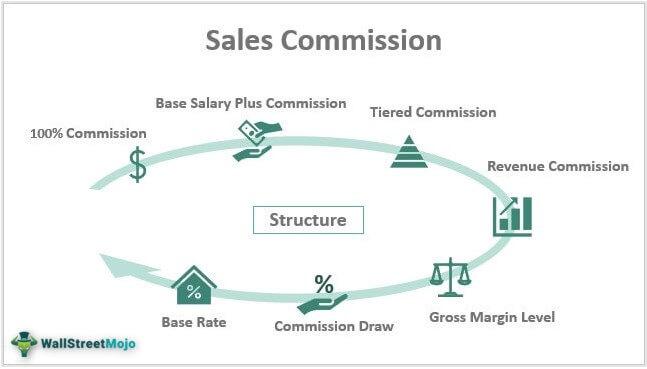 Sales Commission
100% Commission
Base Salary Plus Commission
Tiered Commission
Revenue Commission
$
Structure
Gross Margin Level
%
Commission Draw
%
Base Rate
WallStreetMojo